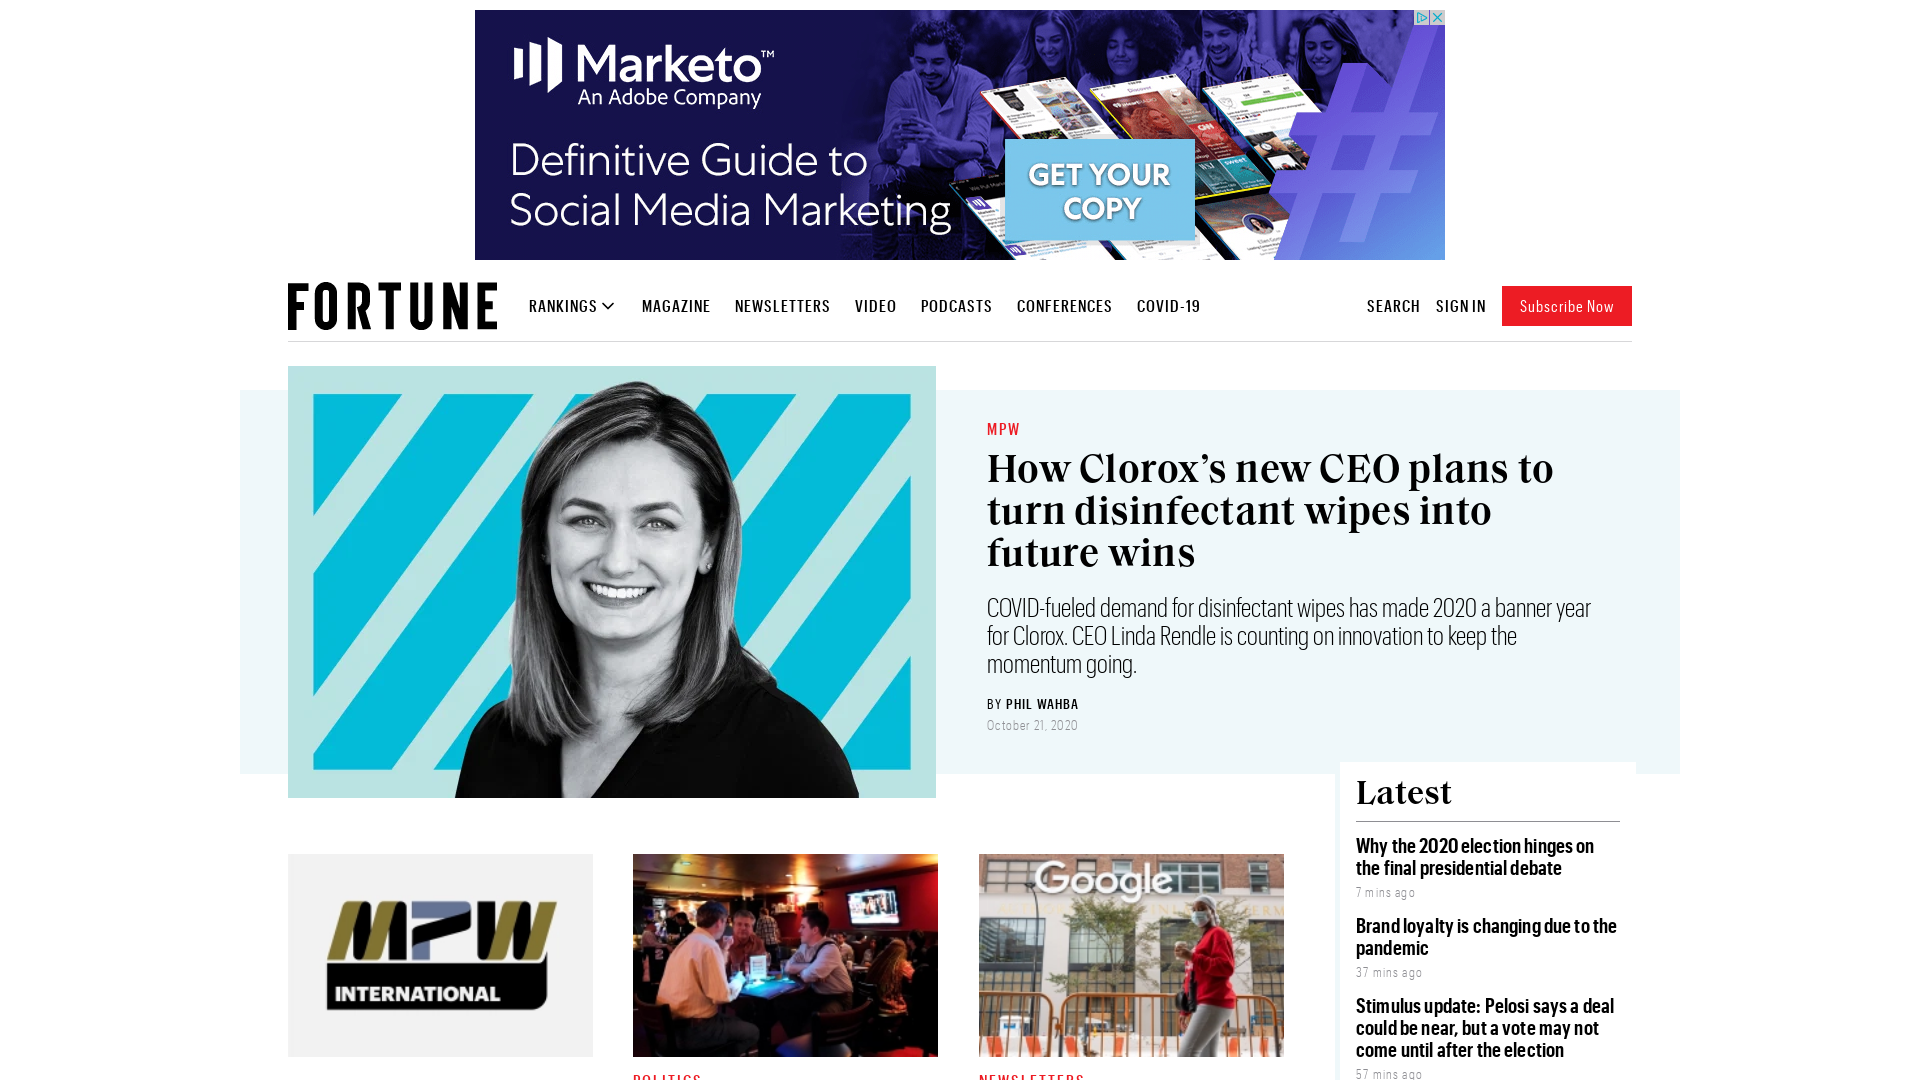 Marketo™
An Adobe Company
Definitive Guide to
Social Media Marketing
GET YOUR
COPY
FORTUNE
RANKINGS
MAGAZINE
NEWSLETTERS
VIDEO
PODCASTS
CONFERENCES
COVID-19
SEARCH
SIGN IN
Subscribe Now
MPW
How Clorox’s new CEO plans to
turn disinfectant wipes into
future wins
COVID-fueled demand for disinfectant wipes has made 2020 a banner year
for Clorox. CEO Linda Rendle is counting on innovation to keep the
momentum going.
BY PHIL WAHBA
October 21, 2020
MPW
INTERNATIONAL
Google
POLITICS
NEWSLETTERS
Latest
Why the 2020 election hinges on
the final presidential debate
7 mins ago
Brand loyalty is changing due to the
pandemic
37 mins ago
Stimulus update: Pelosi says a deal
could be near, but a vote may not
come until after the election
57 mins ago